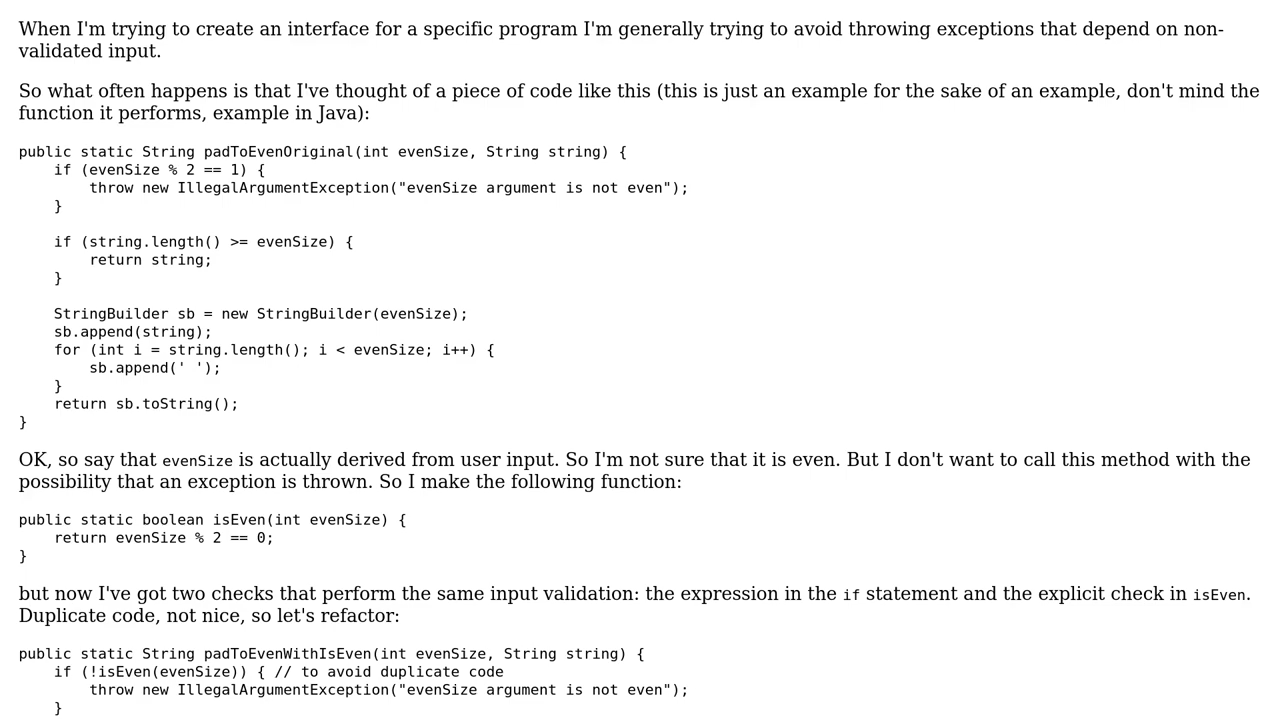 When I'm trying to create an interface for a specific program I'm generally trying to avoid throwing exceptions that depend on non-
validated input.
So what often happens is that I've thought of a piece of code like this (this is just an example for the sake of an example, don't mind the
function it performs, example in Java):
public static String padToEvenOriginal(int evenSize, String string) {
    if (evenSize % 2 == 1) {
        throw new IllegalArgumentException("evenSize argument is not even");
    }
    if (string.length() >= evenSize) {
        return string;
    }
    StringBuilder sb = new StringBuilder(evenSize);
    sb.append(string);
    for (int i = string.length(); i < evenSize; i++) {
        sb.append(' ');
    }
    return sb.toString();
}
OK, so say that evenSize is actually derived from user input. So I'm not sure that it is even. But I don't want to call this method with the
possibility that an exception is thrown. So I make the following function:
public static boolean isEven(int evenSize) {
    return evenSize % 2 == 0;
}
but now I've got two checks that perform the same input validation: the expression in the if statement and the explicit check in isEven.
Duplicate code, not nice, so let's refactor:
public static String padToEvenWithIsEven(int evenSize, String string) {
    if (!isEven(evenSize)) { // to avoid duplicate code
        throw new IllegalArgumentException("evenSize argument is not even");
    }